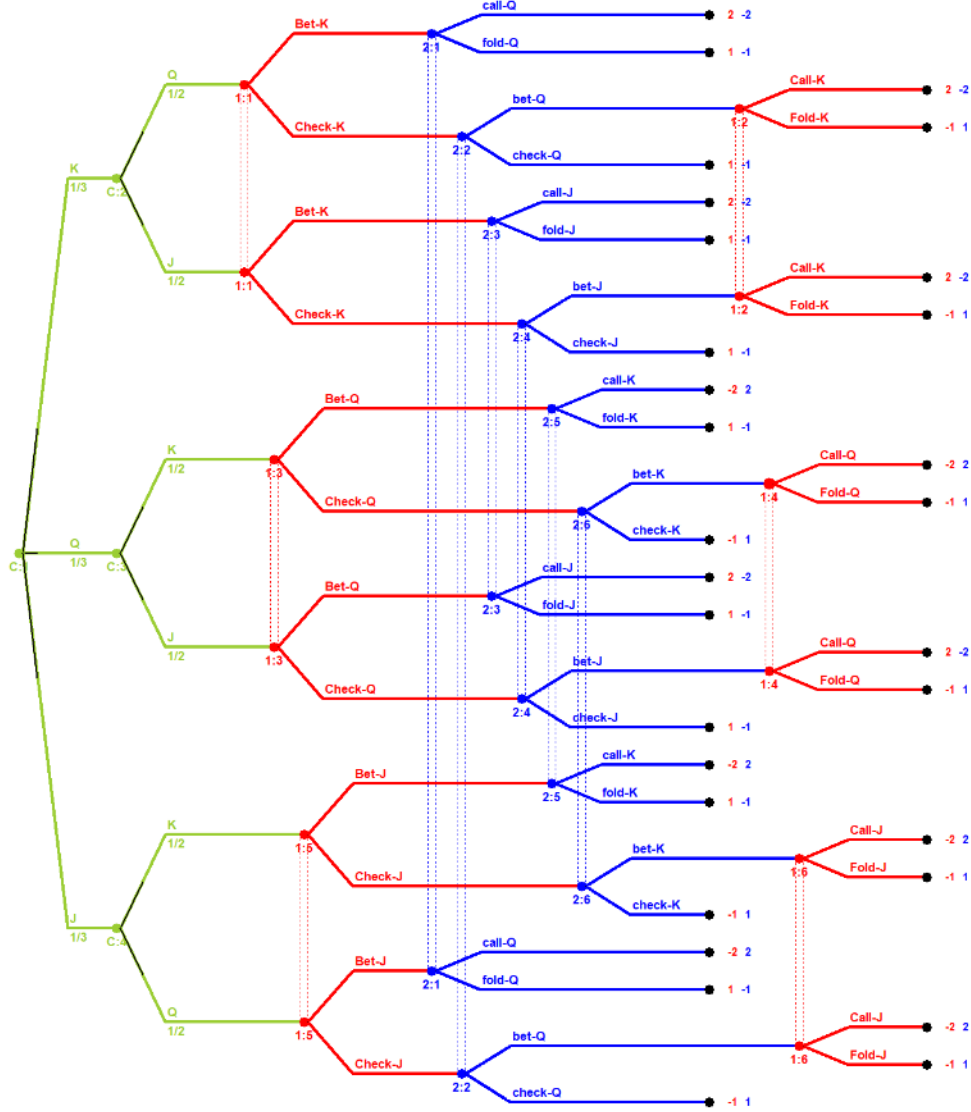 call-Q
2 -2
Bet-K
2:1
fold-Q
1 -1
Q
1/2
1:1
bet-Q
Call-K
2 -2
1:2
Fold-K
-1 1
Check-K
2:2
check-Q
1 -1
K
1/3
C:2
call-J
2 -2
Bet-K
2:3
fold-J
1 -1
J
1/2
1:1
bet-J
Call-K
2 -2
1:2
Fold-K
-1 1
Check-K
2:4
check-J
1 -1
call-K
-2 2
Bet-Q
2:5
fold-K
1 -1
K
1/2
1:3
bet-K
Call-Q
-2 2
1:4
Fold-Q
-1 1
Check-Q
2:6
check-K
-1 1
Q
1/3
C:3
call-J
2 -2
Bet-Q
2:3
fold-J
1 -1
J
1/2
1:3
bet-J
Call-Q
2 -2
1:4
Fold-Q
-1 1
Check-Q
2:4
check-J
1 -1
call-K
-2 2
Bet-J
2:5
fold-K
1 -1
K
1/2
1:5
bet-K
Call-J
-2 2
1:6
Fold-J
-1 1
Check-J
2:6
check-K
-1 1
J
1/3
C:4
call-Q
-2 2
Bet-J
2:1
fold-Q
1 -1
Q
1/2
1:5
bet-Q
Call-J
-2 2
1:6
Fold-J
-1 1
Check-J
2:2
check-Q
-1 1